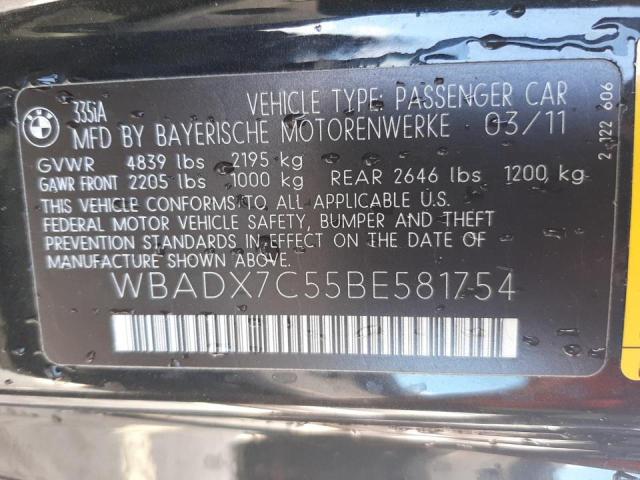 BMW
335iA
VEHICLE TYPE: PASSENGER CAR
MFD BY BAYERISCHE MOTORENWERKE 03/11
GVWR 4839 lbs 2195 kg
GAWR FRONT 2205 lbs 1000 kg REAR 2646 lbs 1200 kg
THIS VEHICLE CONFORMS TO ALL APPLICABLE U.S.
FEDERAL MOTOR VEHICLE SAFETY, BUMPER AND THEFT
PREVENTION STANDARDS IN EFFECT ON THE DATE OF
MANUFACTURE SHOWN ABOVE.
WBADX7C55BE581754
2 122 606